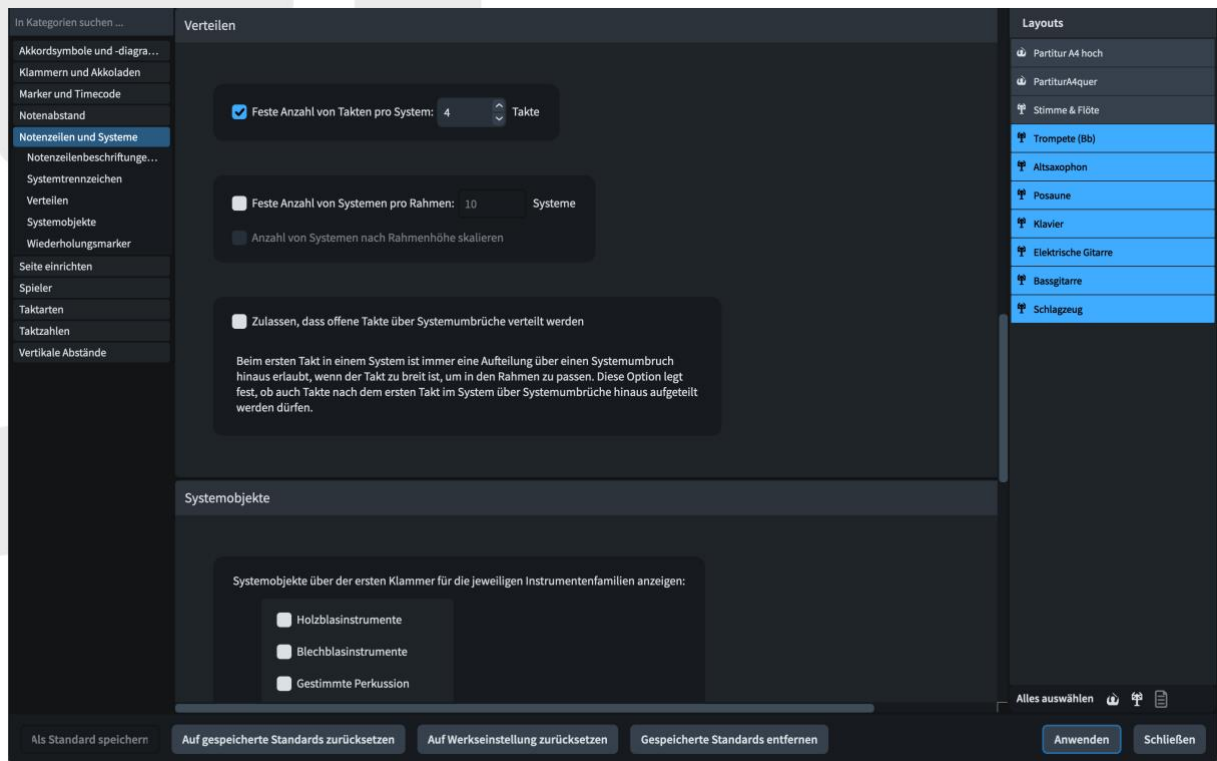 In Kategorien suchen ...
Akkordsymbole und -diagra...
Klammern und Akkoladen
Marker und Timecode
Notenabstand
Notenzeilen und Systeme
Notenzeilenbeschriftunge...
Systemtrennzeichen
Verteilen
Systemobjekte
Wiederholungsmarker
Seite einrichten
Spieler
Taktarten
Taktzahlen
Vertikale Abstände
Verteilen
Feste Anzahl von Takten pro System: 4 Takte
Feste Anzahl von Systemen pro Rahmen: 10 Systeme
Anzahl von Systemen nach Rahmenhöhe skalieren
Zulassen, dass offene Takte über Systemumbrüche verteilt werden
Beim ersten Takt in einem System ist immer eine Aufteilung über einen Systemumbruch
hinaus erlaubt, wenn der Takt zu breit ist, um in den Rahmen zu passen. Diese Option legt
fest, ob auch Takte nach dem ersten Takt im System über Systemumbrüche hinaus aufgeteilt
werden dürfen.
Systemobjekte
Systemobjekte über der ersten Klammer für die jeweiligen Instrumentenfamilien anzeigen:
Holzblasinstrumente
Blechblasinstrumente
Gestimmte Perkussion
Layouts
Partitur A4 hoch
PartiturA4quer
Stimme & Flöte
Trompete (Bb)
Altsaxophon
Posaune
Klavier
Elektrische Gitarre
Bassgitarre
Schlagzeug
Alles auswählen
Als Standard speichern
Auf gespeicherte Standards zurücksetzen
Auf Werkseinstellung zurücksetzen
Gespeicherte Standards entfernen
Anwenden
Schließen